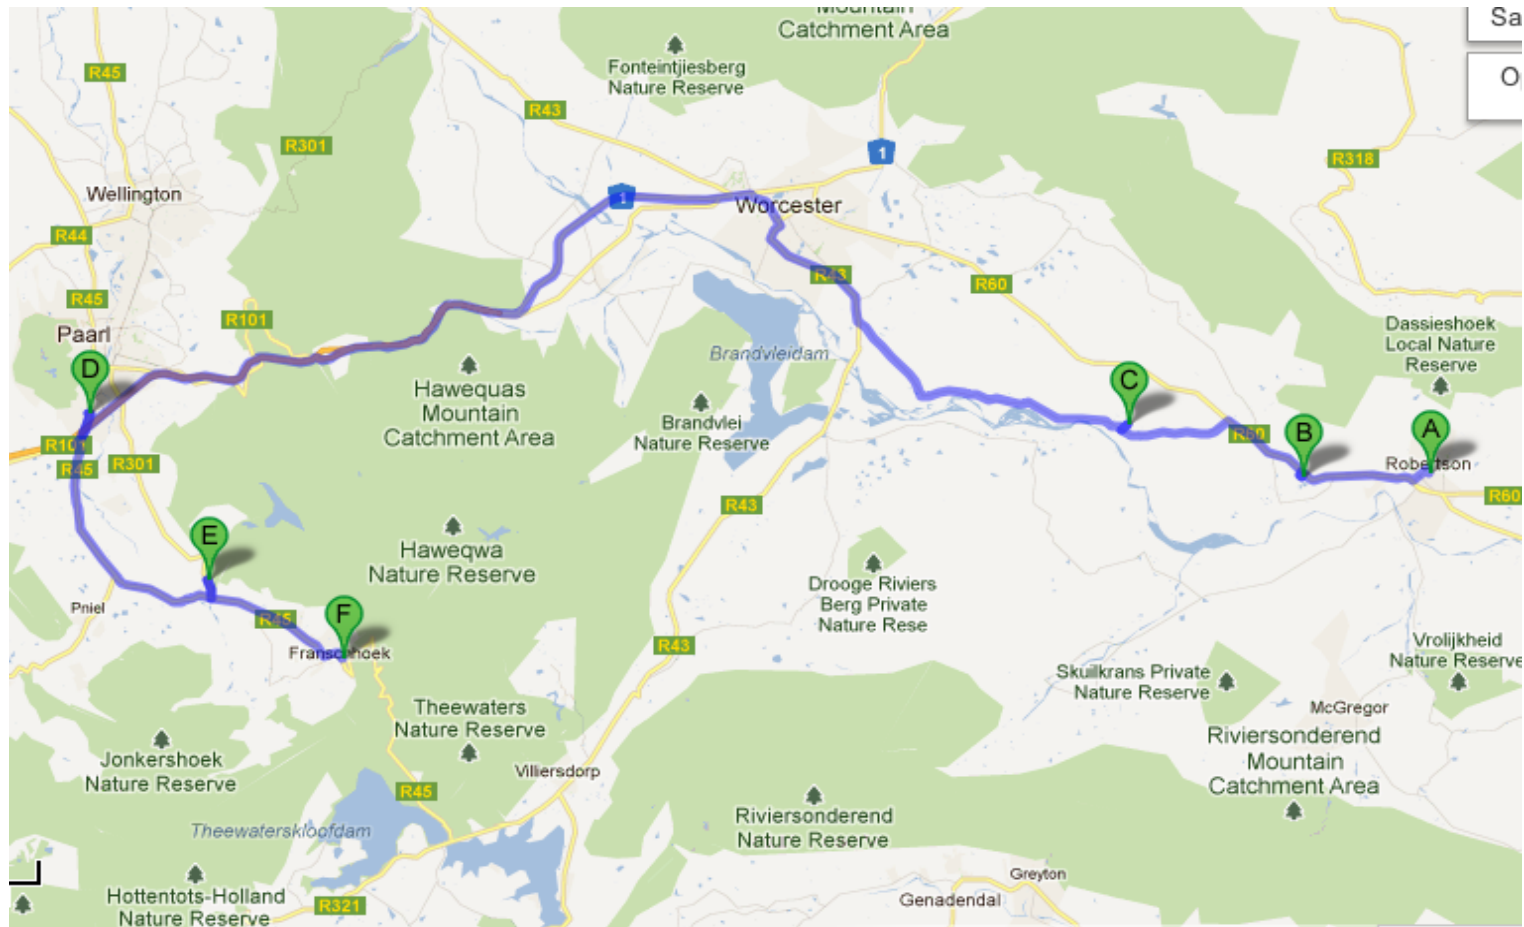 Mountain
Catchment Area
Sa
Op
R45
Fonteintjiesberg
Nature Reserve
R43
R301
1
R318
Wellington
1
Worcester
R44
R43
R60
R45
R101
Paarl
Dassieshoek
Local Nature
Reserve
Brandvleidam
D
C
Hawequas
Mountain
Catchment Area
Brandvlei
Nature Reserve
R60
B
A
Robertson
R101
R45
R301
R60
R43
E
Haweqwa
Nature Reserve
Drooge Riviers
Berg Private
Nature Rese
Pniel
R45
F
Franschhoek
R43
Vrolijkheid
Nature Reserve
Skuilkrans Private
Nature Reserve
McGregor
Theewaters
Nature Reserve
Riviersonderend
Mountain
Catchment Area
Jonkershoek
Nature Reserve
Villiersdorp
R45
Riviersonderend
Nature Reserve
Theewaterskloofdam
Hottentots-Holland
Nature Reserve
R321
Greyton
Genadendal